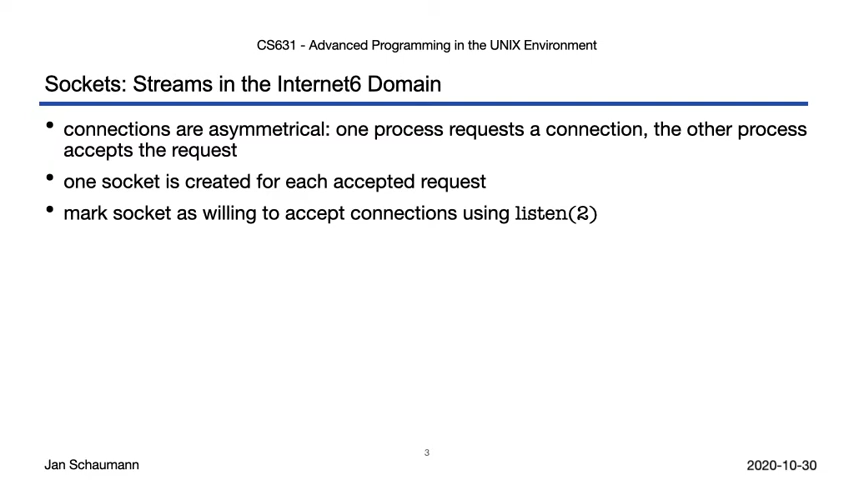 CS631 - Advanced Programming in the UNIX Environment
Sockets: Streams in the Internet6 Domain
• connections are asymmetrical: one process requests a connection, the other process
accepts the request
• one socket is created for each accepted request
• mark socket as willing to accept connections using listen(2)
3
Jan Schaumann
2020-10-30